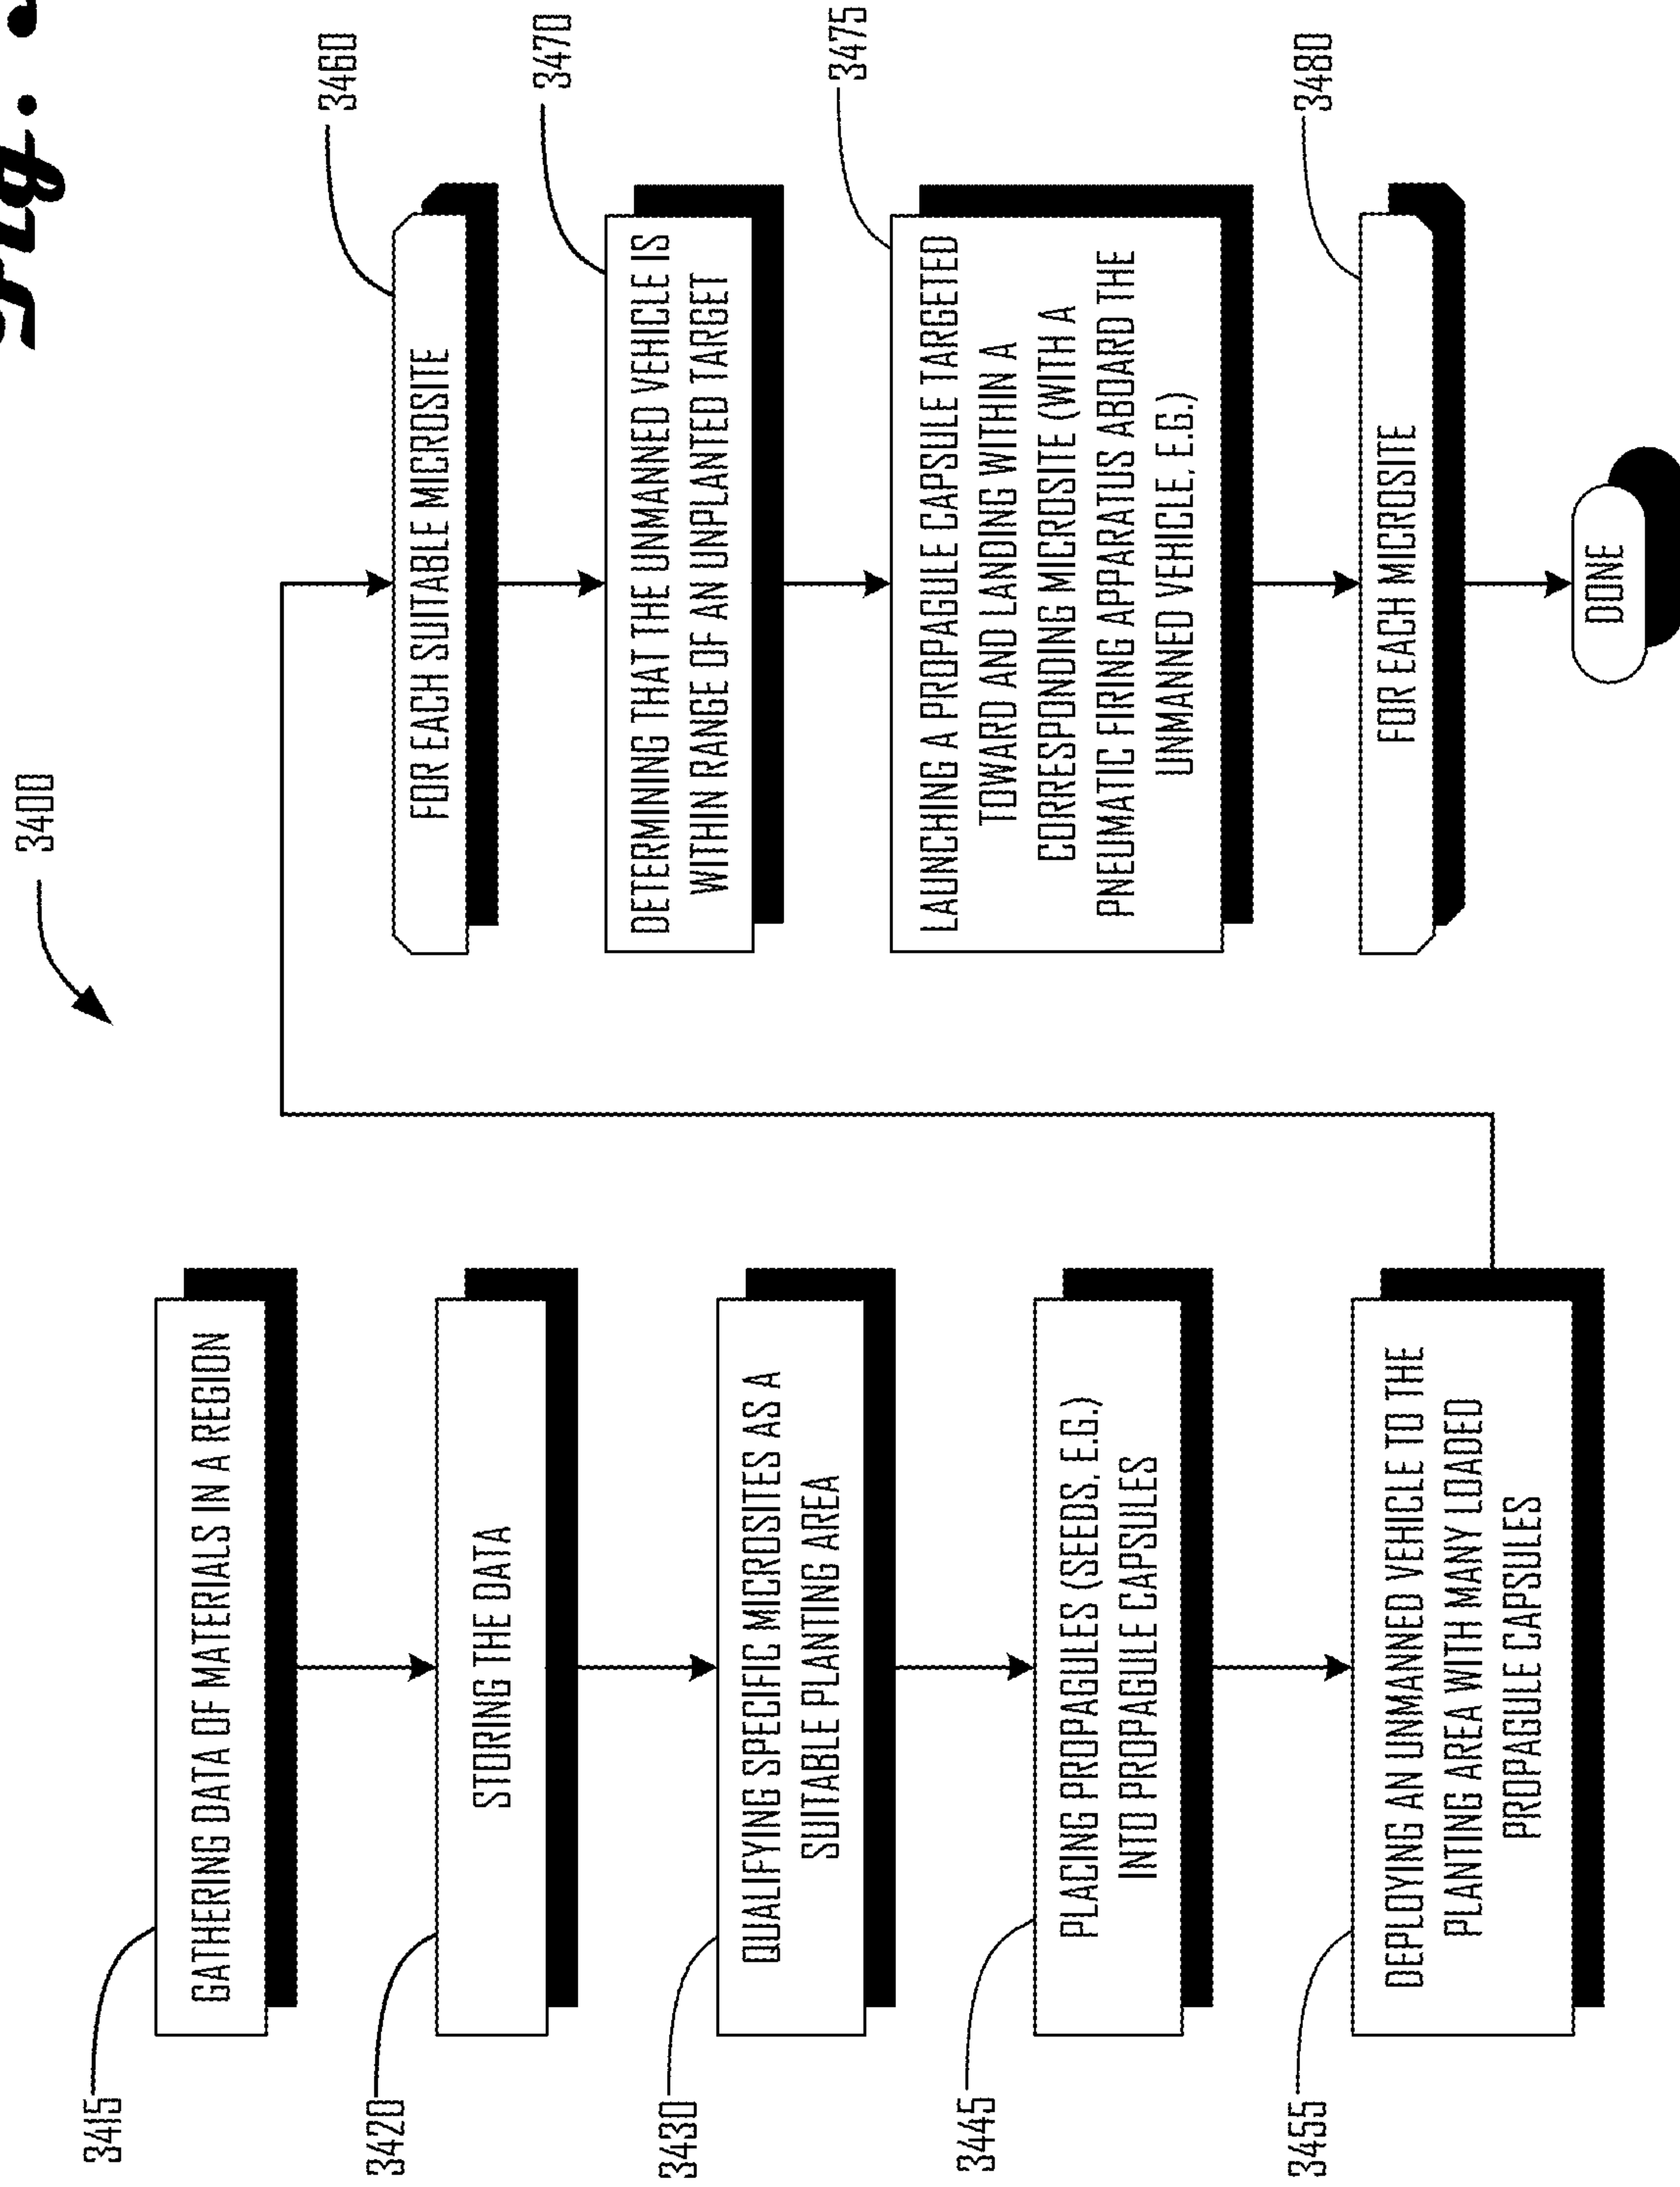 Fig.
3400
3415
GATHERING DATA OF MATERIALS IN A REGION
3420
STORING THE DATA
3430
QUALIFYING SPECIFIC MICROSITES AS A
SUITABLE PLANTING AREA
3445
PLACING PROPAGULES (SEEDS, E.G.)
INTO PROPAGULE CAPSULES
3455
DEPLOYING AN UNMANNED VEHICLE TO THE
PLANTING AREA WITH MANY LOADED
PROPAGULE CAPSULES
3460
FOR EACH SUITABLE MICROSITE
3470
DETERMINING THAT THE UNMANNED VEHICLE IS
WITHIN RANGE OF AN UNPLANTED TARGET
3475
LAUNCHING A PROPAGULE CAPSULE TARGETED
TOWARD AND LANDING WITHIN A
CORRESPONDING MICROSITE (WITH A
PNEUMATIC FIRING APPARATUS ABOARD THE
UNMANNED VEHICLE, E.G.)
3480
FOR EACH MICROSITE
DONE